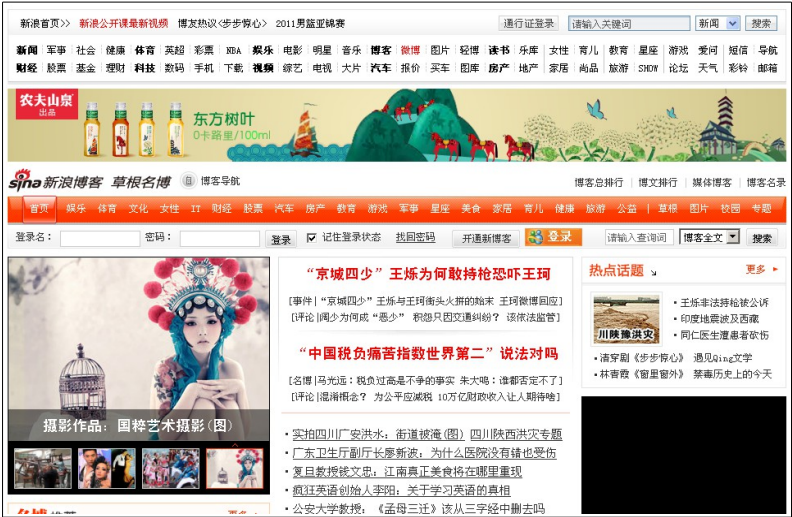 新浪首页>> 新浪公开课最新视频 博友热议<步步惊心> 2011男篮亚锦赛 通行证登录 请输入关键词 新闻 搜索
新闻 军事 社会 健康 体育 英超 彩票 NBA 娱乐 电影 明星 音乐 博客 微博 图片 轻博 读书 乐库 女性 育儿 教育 星座 游戏 爱问 短信 导航
财经 股票 基金 理财 科技 数码 手机 下载 视频 综艺 电视 大片 汽车 报价 买车 图库 房产 地产 家居 尚品 旅游 SHOW 论坛 天气 彩铃 邮箱
农夫山泉
出品
东方树叶
0卡路里/100ml
sina 新浪博客 草根名博 博客导航 博客总排行 | 博文排行 | 媒体博客 | 博客名录
首页 娱乐 体育 文化 女性 IT 财经 股票 汽车 房产 教育 游戏 军事 星座 美食 家居 育儿 健康 旅游 公益 | 草根 图片 校园 专题
登录名: 密码: 登录 记住登录状态 找回密码 开通新博客 登录 请输入查询词 博客全文 搜索
摄影作品:国粹艺术摄影(图)
“京城四少”王烁为何敢持枪恐吓王珂
[事件|“京城四少”王烁与王珂街头火拼的始末 王珂微博回应]
[评论|阔少为何成“恶少” 积怨只因交通纠纷? 该依法监管]
“中国税负痛苦指数世界第二”说法对吗
[名博|马光远:税负过高是不争的事实 朱大鸣:谁都否定不了]
[评论|混淆概念? 为公平应减税 10万亿财政收入让人期待啥]
实拍四川广安洪水:街道被淹(图) 四川陕西洪灾专题
广东卫生厅副厅长廖新波:为什么医院没有错也受伤
复旦教授钱文忠:江南真正美食将在哪里重现
疯狂英语创始人李阳:关于学习英语的真相
公安大学教授:《孟母三迁》该从三字经中删去吗
热点话题 更多
川陕豫洪灾
王烁非法持枪被公诉
印度地震波及西藏
同仁医生遭患者砍伤
清穿剧《步步惊心》 遇见Qing文学
林青霞《窗里窗外》 禁毒历史上的今天